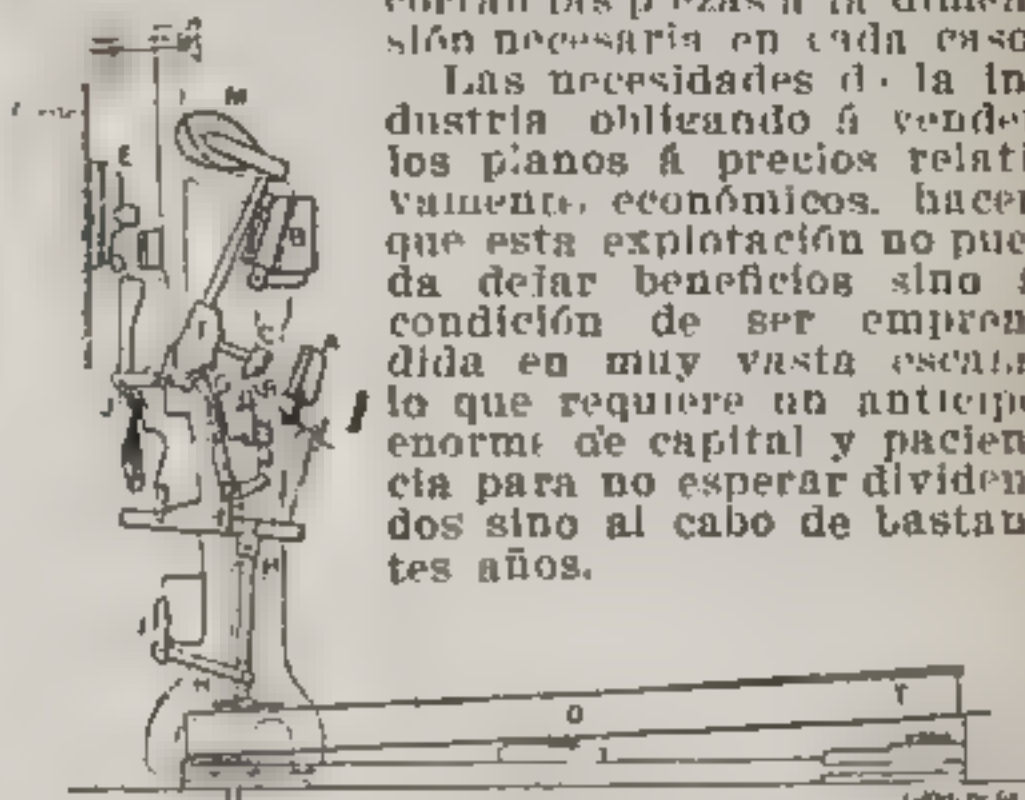 sión necesaria en cada caso
Las necesidades d la in
dustria obligando á vender
los pianos á precios relati
vamente económicos. hacen
que esta explotación no pue
da dejar beneficios sino á
condición de ser empren
dida en muy vasta escala
lo que requiere un anticipo
enorme de capital y pacien
cia para no esperar dividen
dos sino al cabo de bastan
tes años.
M
E
B
C
J
H
H
O
T